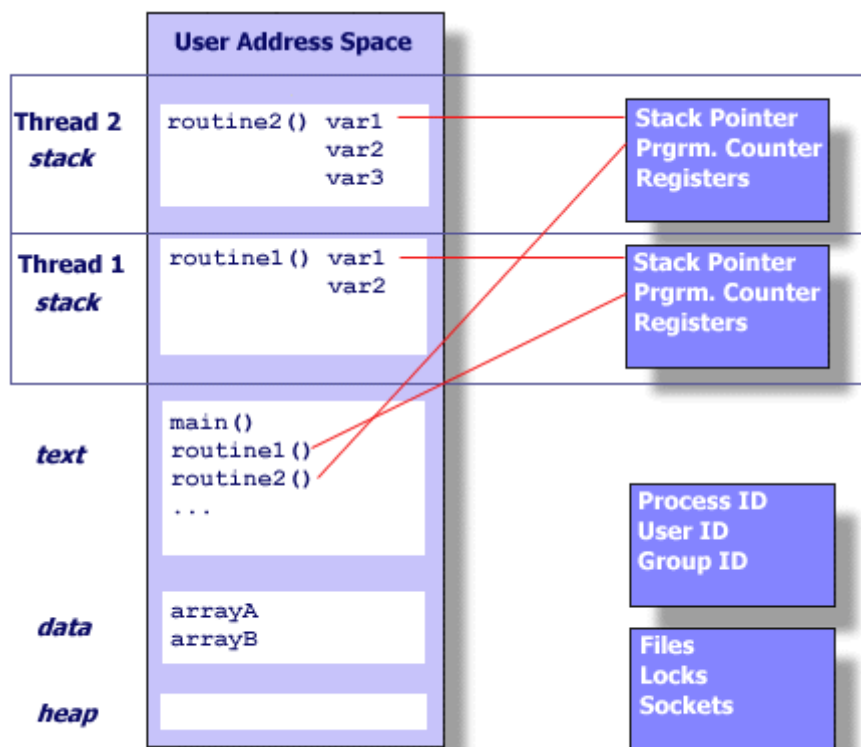 User Address Space
Thread 2
stack
routine2() var1
var2
var3
Stack Pointer
Prgrm. Counter
Registers
Thread 1
stack
routine1() var1
var2
Stack Pointer
Prgrm. Counter
Registers
text
main()
routine1()
routine2()
...
Process ID
User ID
Group ID
data
arrayA
arrayB
Files
Locks
Sockets
heap